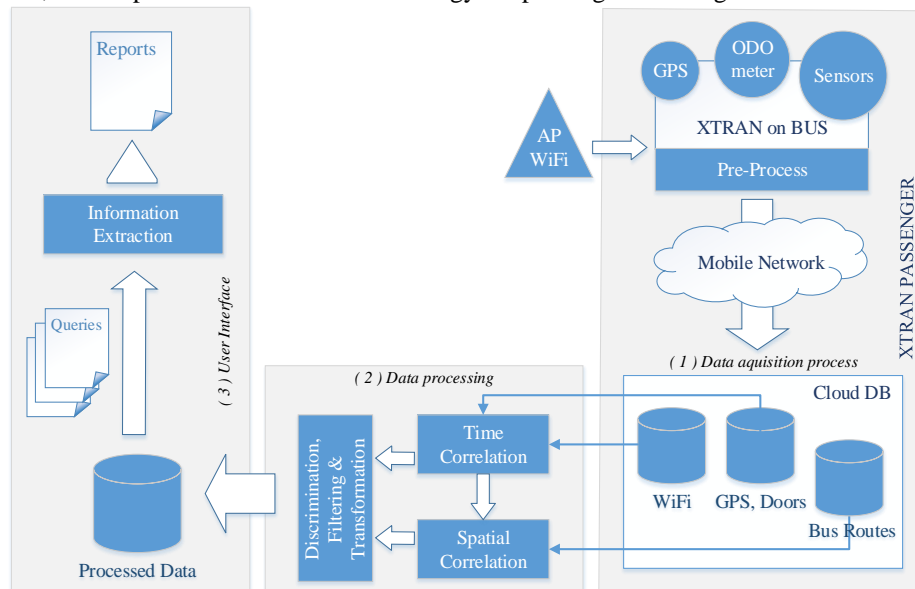 Reports
Information
Extraction
Queries
( 3 ) User Interface
Processed Data
AP
WiFi
GPS
ODO
meter
Sensors
XTRAN on BUS
Pre-Process
Mobile Network
XTRAN PASSENGER
( 1 ) Data aquisition process
( 2 ) Data processing
Discrimination,
Filtering &
Transformation
Time
Correlation
Spatial
Correlation
Cloud DB
WiFi
GPS, Doors
Bus Routes